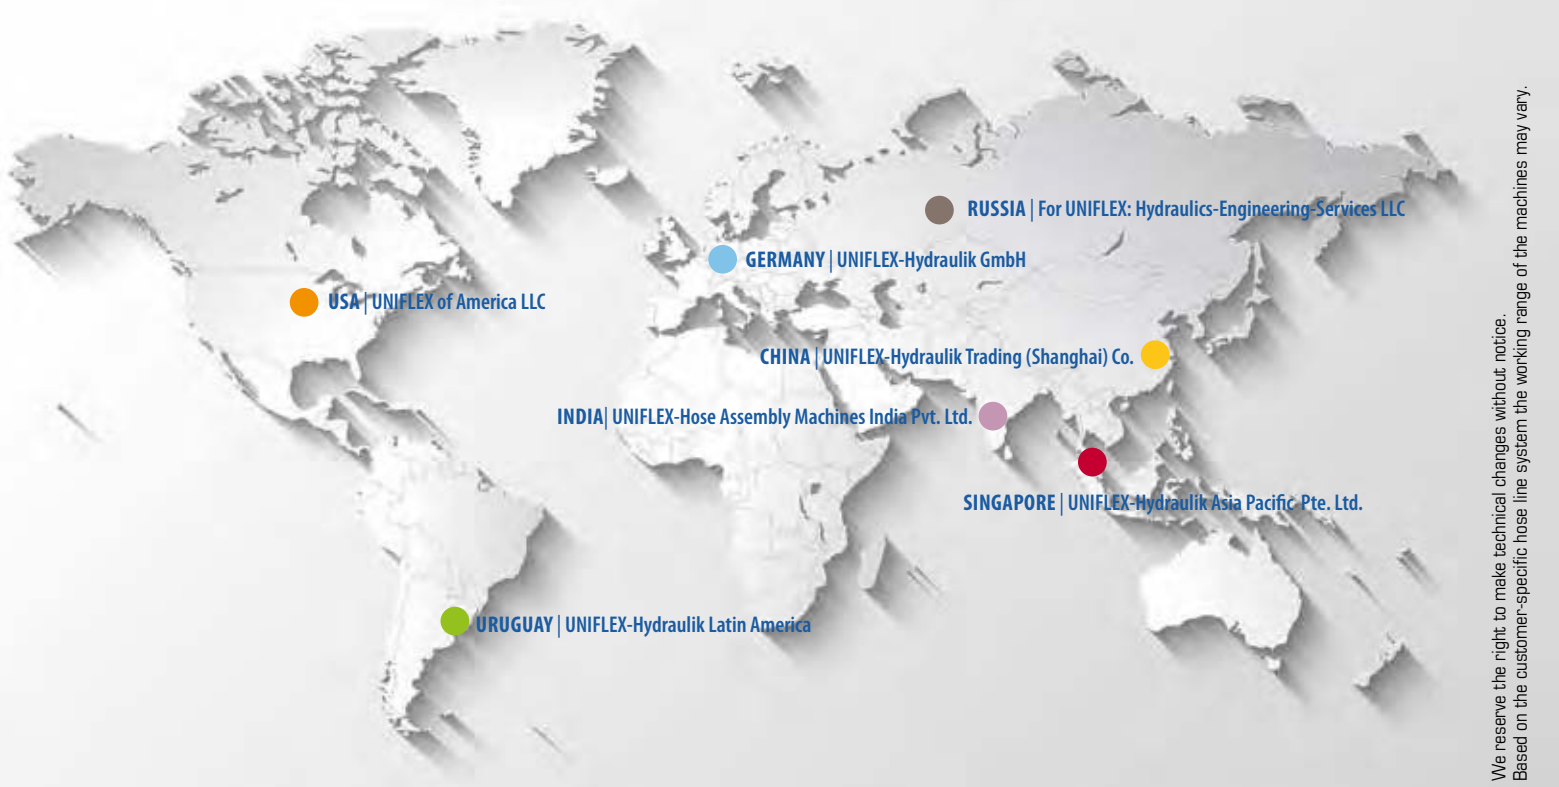 RUSSIA | For UNIFLEX: Hydraulics-Engineering-Services LLC
GERMANY | UNIFLEX-Hydraulik GmbH
USA | UNIFLEX of America LLC
CHINA | UNIFLEX-Hydraulik Trading (Shanghai) Co.
INDIA| UNIFLEX-Hose Assembly Machines India Pvt. Ltd.
SINGAPORE | UNIFLEX-Hydraulik Asia Pacific Pte. Ltd.
URUGUAY | UNIFLEX-Hydraulik Latin America
We reserve the right to make technical changes without notice.
Based on the customer-specific hose line system the working range of the machines may vary.